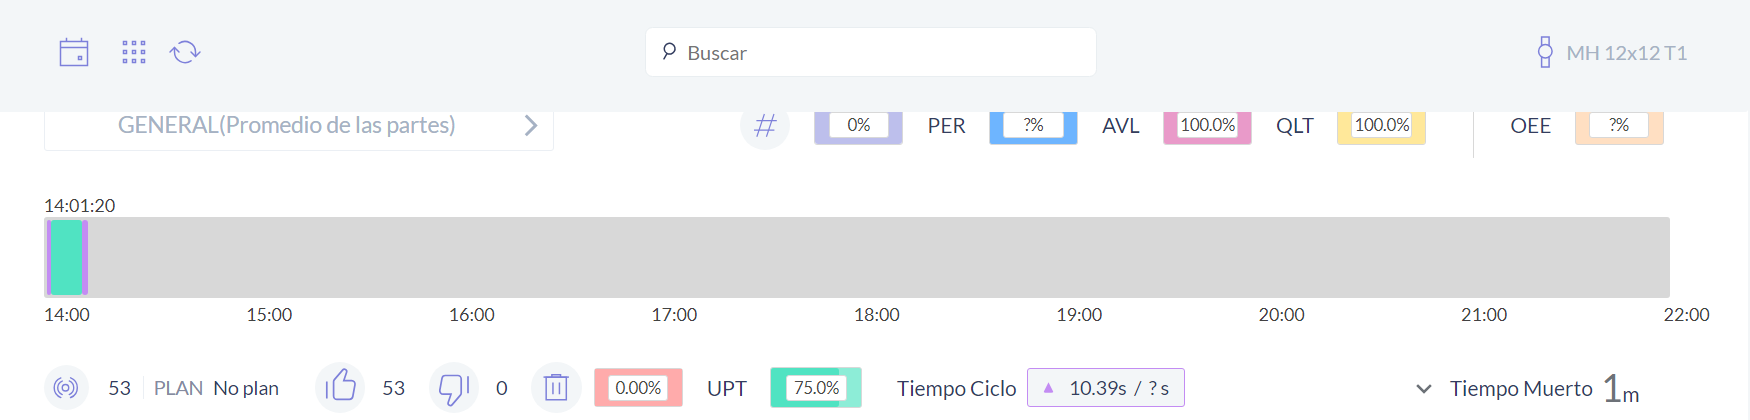 Buscar
MH 12x12 T1
GENERAL(Promedio de las partes)
0% PER ?% AVL 100.0% QLT 100.0% OEE ?%
14:01:20
14:00 15:00 16:00 17:00 18:00 19:00 20:00 21:00 22:00
53 PLAN No plan 53 0 0.00% UPT 75.0% Tiempo Ciclo ▲ 10.39s / ? s Tiempo Muerto 1m